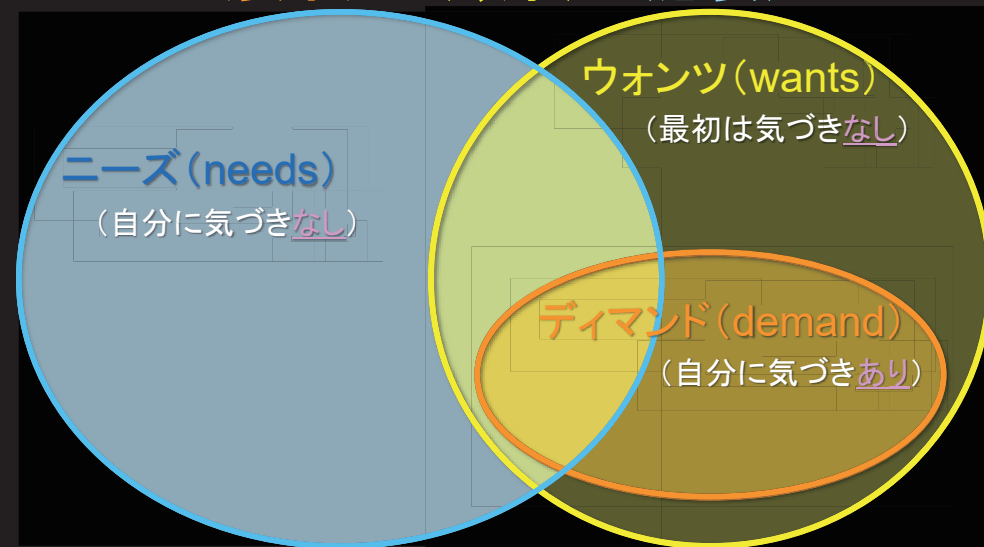 ウォンツ（wants）
（最初は気づきなし）
ニーズ（needs）
（自分に気づきなし）
ディマンド（demand）
（自分に気づきあり）